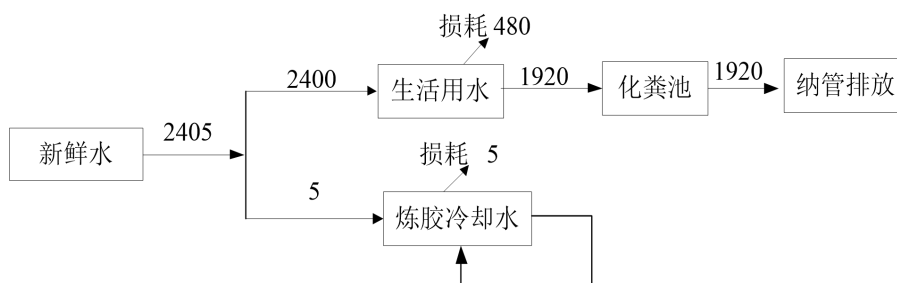 损耗 480
2400
生活用水
1920
化粪池
1920
纳管排放
新鲜水
2405
损耗 5
5
炼胶冷却水